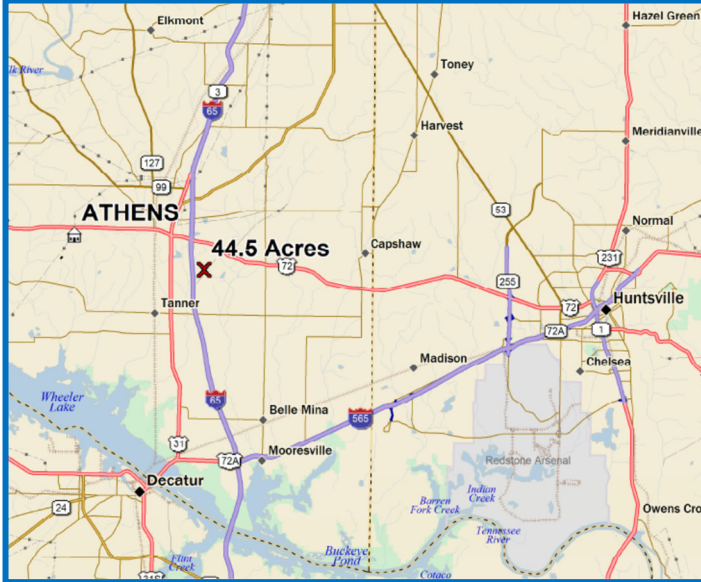 Elkmont
Hazel Green
lk River
3
65
Toney
Harvest
Meridianville
127
99
53
ATHENS
Normal
44.5 Acres
Capshaw
72
231
255
Tanner
72
Huntsville
72A
1
Madison
Chelsea
Wheeler
Lake
65
Belle Mina
565
31
72A
Mooresville
Redstone Arsenal
Decatur
24
Indian
Creek
Barren
Fork Creek
Owens Cro
Tennessee
River
Flint
Creek
Buckeye
Pond
Cotaco